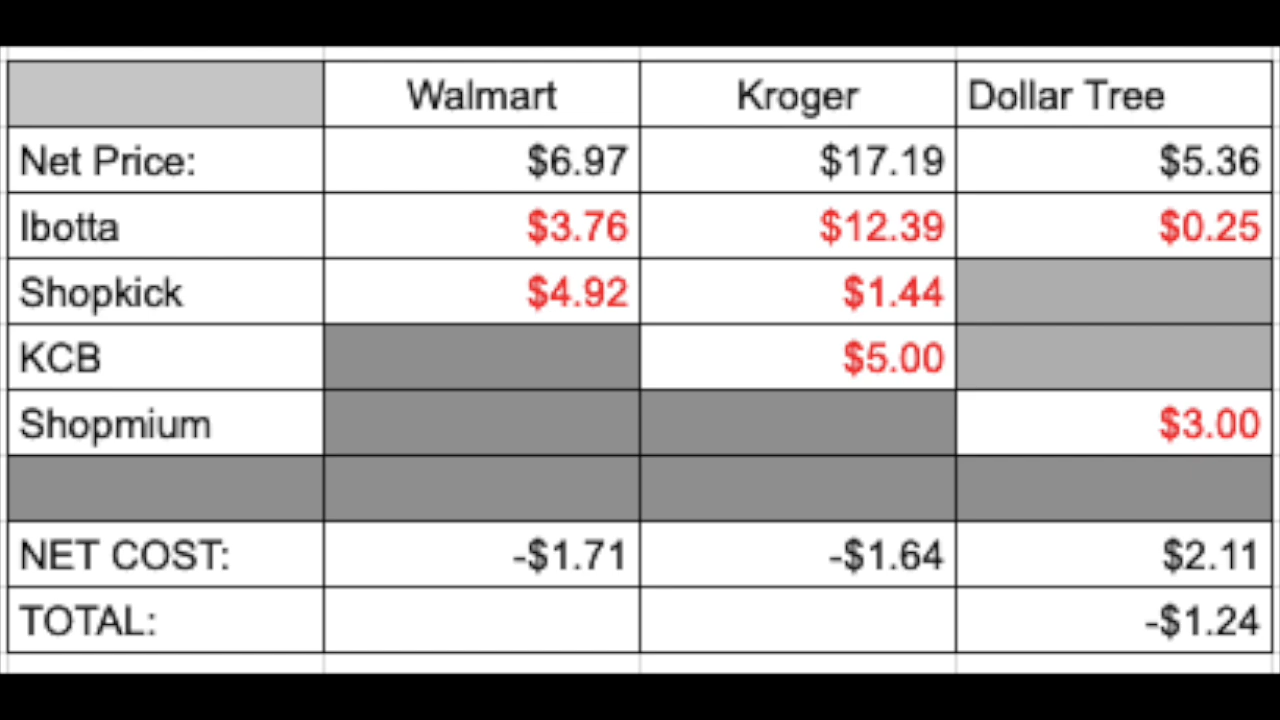 Walmart Kroger Dollar Tree
Net Price: $6.97 $17.19 $5.36
Ibotta $3.76 $12.39 $0.25
Shopkick $4.92 $1.44
KCB $5.00
Shopmium $3.00
NET COST: -$1.71 -$1.64 $2.11
TOTAL: -$1.24